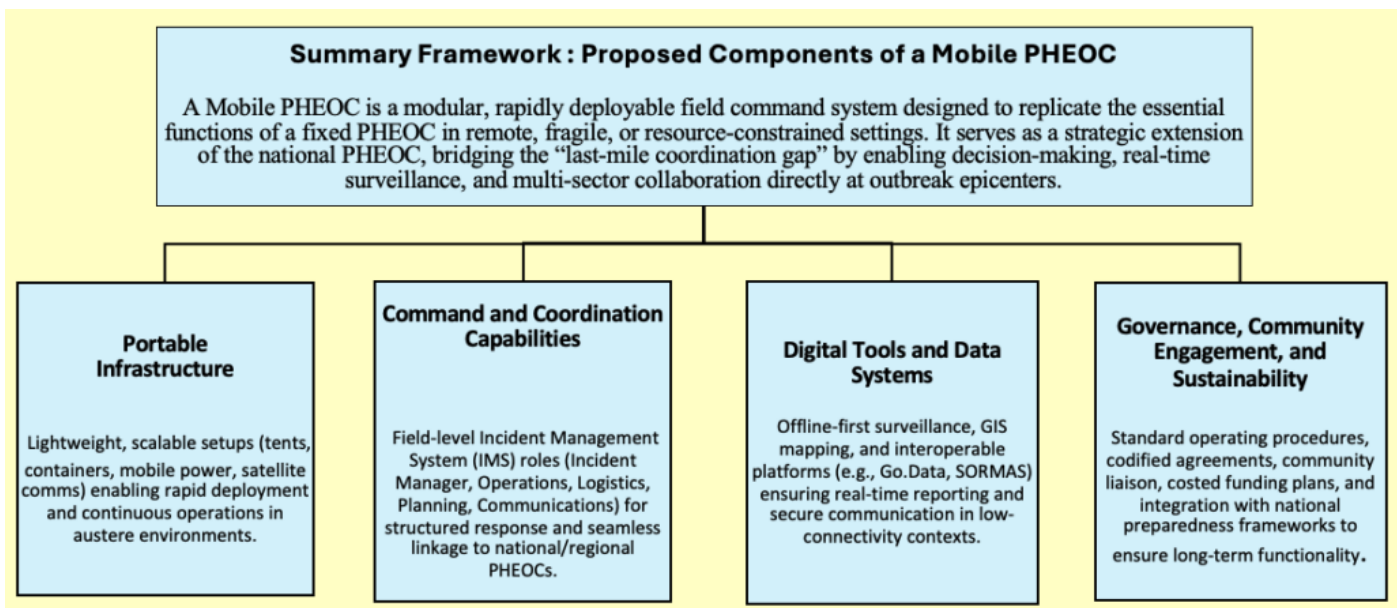 Summary Framework : Proposed Components of a Mobile PHEOC
A Mobile PHEOC is a modular, rapidly deployable field command system designed to replicate the essential
functions of a fixed PHEOC in remote, fragile, or resource-constrained settings. It serves as a strategic extension
of the national PHEOC, bridging the “last-mile coordination gap” by enabling decision-making, real-time
surveillance, and multi-sector collaboration directly at outbreak epicenters.
Portable
Infrastructure
Lightweight, scalable setups (tents,
containers, mobile power, satellite
comms) enabling rapid deployment
and continuous operations in
austere environments.
Command and Coordination
Capabilities
Field-level Incident Management
System (IMS) roles (Incident
Manager, Operations, Logistics,
Planning, Communications) for
structured response and seamless
linkage to national/regional
PHEOCs.
Digital Tools and Data
Systems
Offline-first surveillance, GIS
mapping, and interoperable
platforms (e.g., Go.Data, SORMAS)
ensuring real-time reporting and
secure communication in low-
connectivity contexts.
Governance, Community
Engagement, and
Sustainability
Standard operating procedures,
codified agreements, community
liaison, costed funding plans, and
integration with national
preparedness frameworks to
ensure long-term functionality.